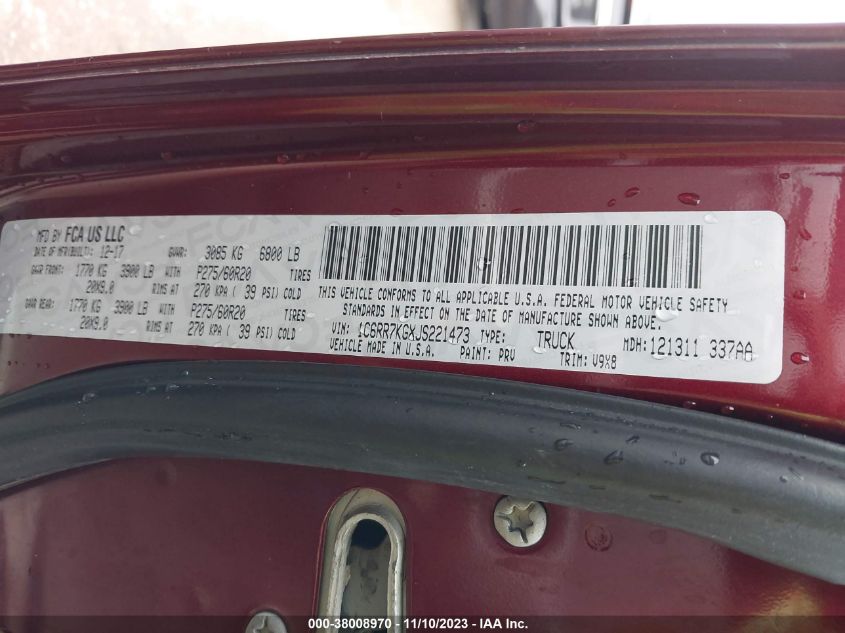 MFD BY FCA US LLC
DATE OF MFR(BUILT): 12-17 GVWR: 3085 KG 6800 LB
GAWR FRONT: 1770 KG 3900 LB WITH P275/60R20 TIRES
20X9.0 RIMS AT 270 KPA ( 39 PSI) COLD
GAWR REAR: 1770 KG 3900 LB WITH P275/60R20 TIRES
20X9.0 RIMS AT 270 KPA ( 39 PSI) COLD
THIS VEHICLE CONFORMS TO ALL APPLICABLE U.S.A. FEDERAL MOTOR VEHICLE SAFETY
STANDARDS IN EFFECT ON THE DATE OF MANUFACTURE SHOWN ABOVE.
VIN: 1C6RR7KGXJS221473 TYPE: TRUCK MDH:121311 337AA
VEHICLE MADE IN U.S.A. PAINT: PRV TRIM: V9X8
000-38008970 - 11/10/2023 - IAA Inc.